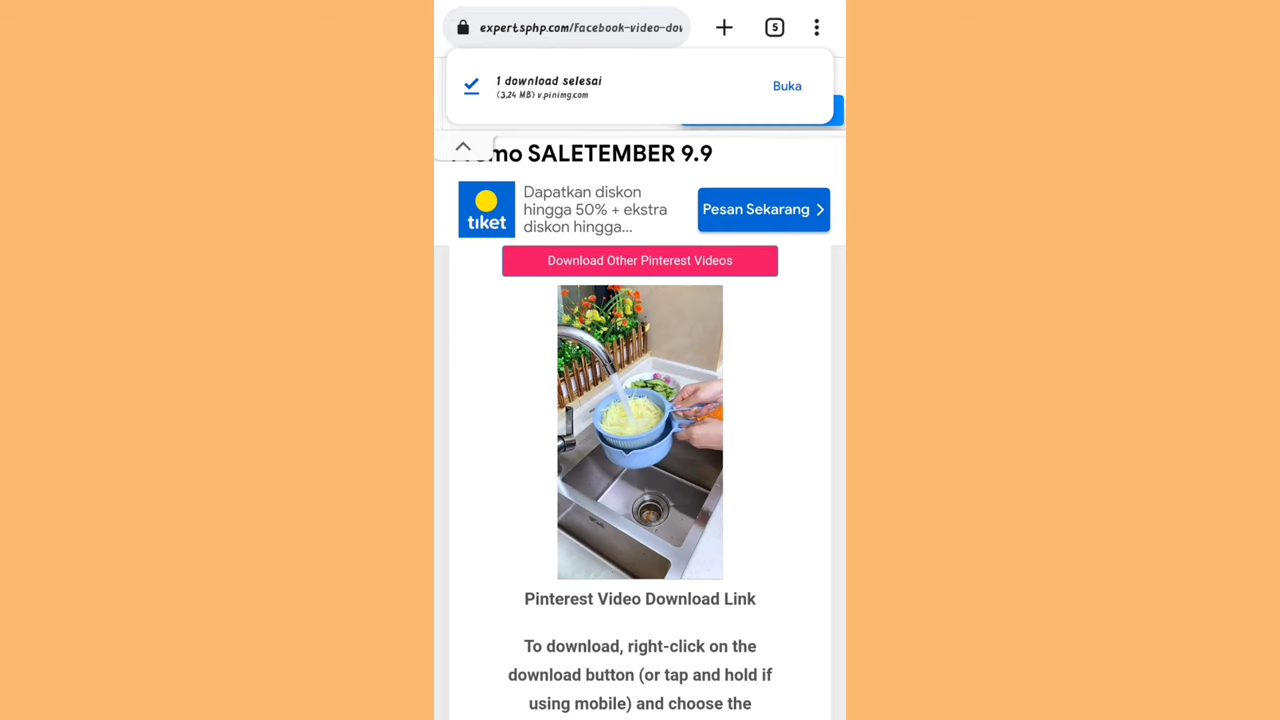 expertsphp.com/Facebook-video-dov
5
1 download selesai
(3,24 MB) v.pinimg.com
Buka
omo SALETEMBER 9.9
tiket
Dapatkan diskon
hingga 50% + ekstra
diskon hingga...
Pesan Sekarang
Download Other Pinterest Videos
Pinterest Video Download Link
To download, right-click on the
download button (or tap and hold if
using mobile) and choose the